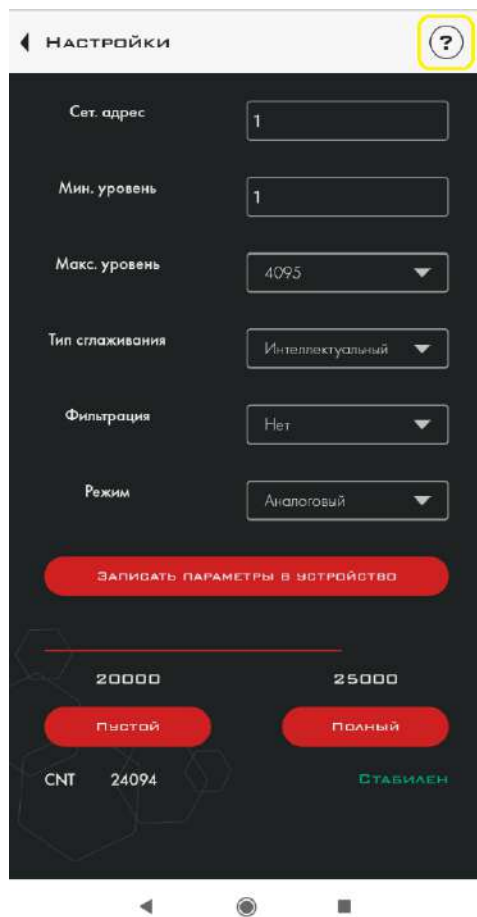 Настройки ?
Сет. адрес 1
Мин. уровень 1
Макс. уровень 4095
Тип сглаживания Интеллектуальный
Фильтрация Нет
Режим Аналоговый
Записать параметры в устройство
20000 25000
Пустой Полный
CNT 24094 Стабилен